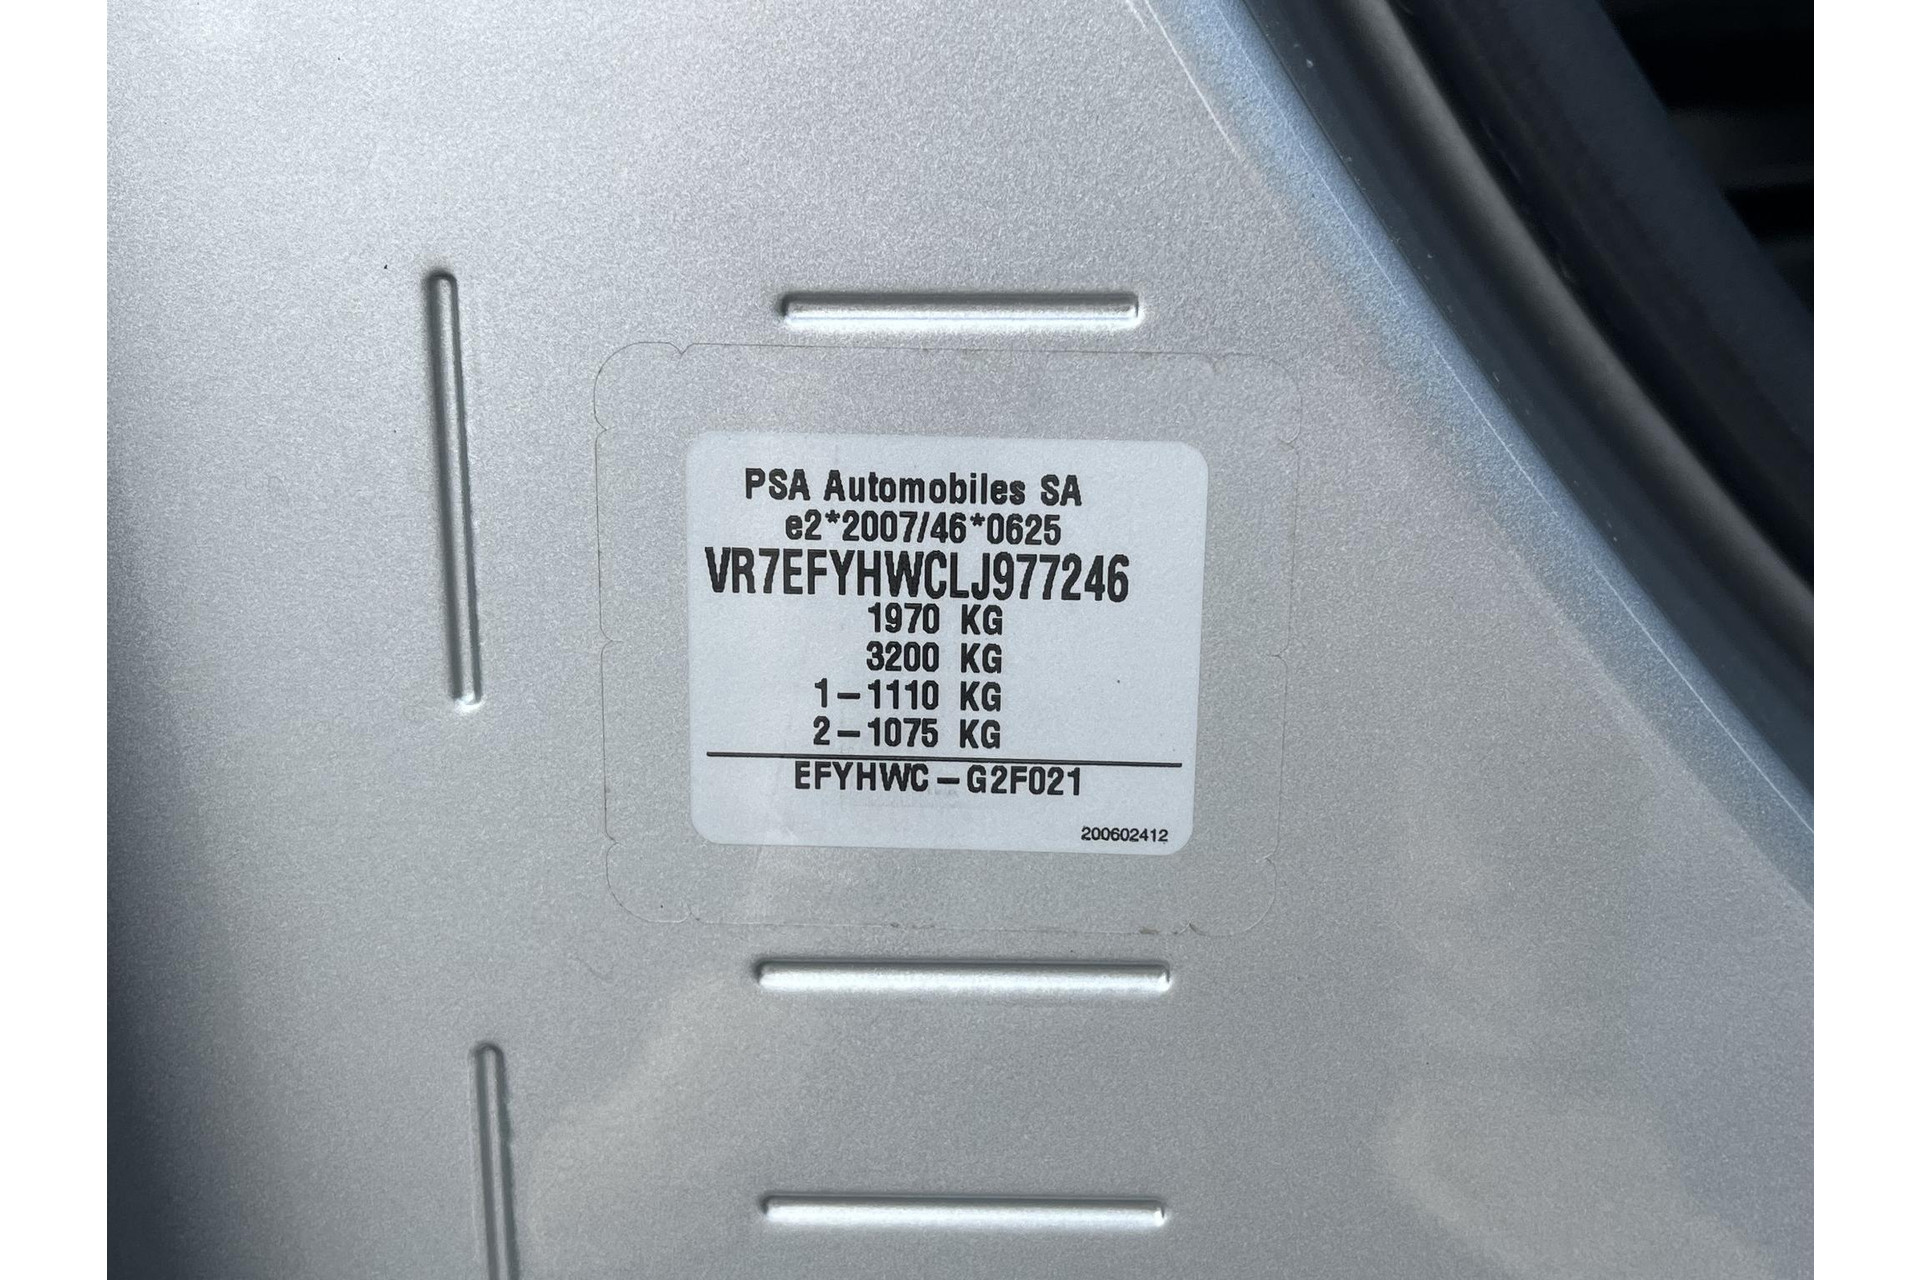 PSA Automobiles SA
e2*2007/46*0625
VR7EFYHWCLJ977246
1970 KG
3200 KG
1-1110 KG
2-1075 KG
EFYHWC-G2F021
200602412